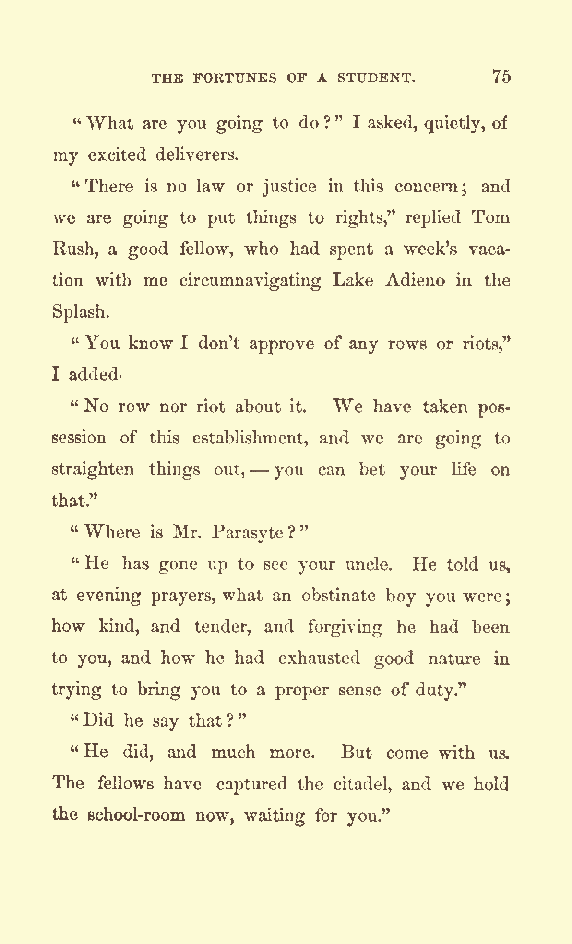 THE FORTUNES OF A STUDENT. 75
"What are you going to do?" I asked, quietly, of
my excited deliverers.
"There is no law or justice in this concern; and
we are going to put things to rights," replied Tom
Rush, a good fellow, who had spent a week's vaca-
tion with me circumnavigating Lake Adieno in the
Splash.
"You know I don't approve of any rows or riots,"
I added.
"No row nor riot about it. We have taken pos-
session of this establishment, and we are going to
straighten things out, — you can bet your life on
that."
"Where is Mr. Parasyte?"
"He has gone up to see your uncle. He told us,
at evening prayers, what an obstinate boy you were;
how kind, and tender, and forgiving he had been
to you, and how he had exhausted good nature in
trying to bring you to a proper sense of duty."
"Did he say that?"
"He did, and much more. But come with us.
The fellows have captured the citadel, and we hold
the school-room now, waiting for you."